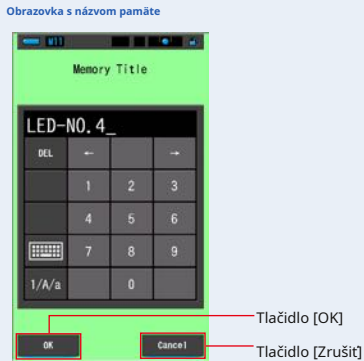 Obrazovka s názvom pamäte
M11
Memory Title
LED-NO.4_
DEL ← →
1 2 3
4 5 6
7 8 9
1/A/a 0
OK Cancel
Tlačidlo [OK]
Tlačidlo [Zrušiť]